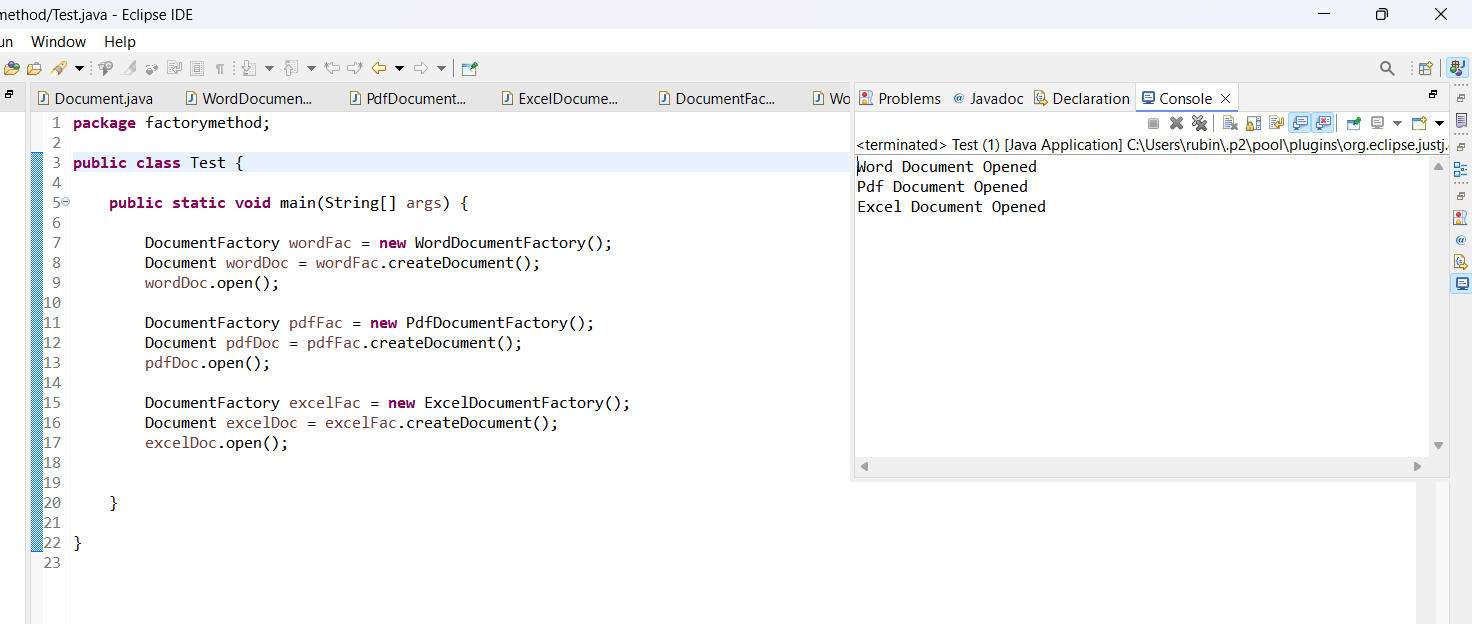 method/Test.java - Eclipse IDE
un Window Help
Document.java WordDocumen... PdfDocument... ExcelDocume... DocumentFac... Wo
Problems @ Javadoc Declaration Console
<terminated> Test (1) [Java Application] C:\Users\rubin\.p2\pool\plugins\org.eclipse.justj.
Word Document Opened
Pdf Document Opened
Excel Document Opened
1 package factorymethod;
2
3 public class Test {
4
5 public static void main(String[] args) {
6
7 DocumentFactory wordFac = new WordDocumentFactory();
8 Document wordDoc = wordFac.createDocument();
9 wordDoc.open();
10
11 DocumentFactory pdfFac = new PdfDocumentFactory();
12 Document pdfDoc = pdfFac.createDocument();
13 pdfDoc.open();
14
15 DocumentFactory excelFac = new ExcelDocumentFactory();
16 Document excelDoc = excelFac.createDocument();
17 excelDoc.open();
18
19
20 }
21
22 }
23